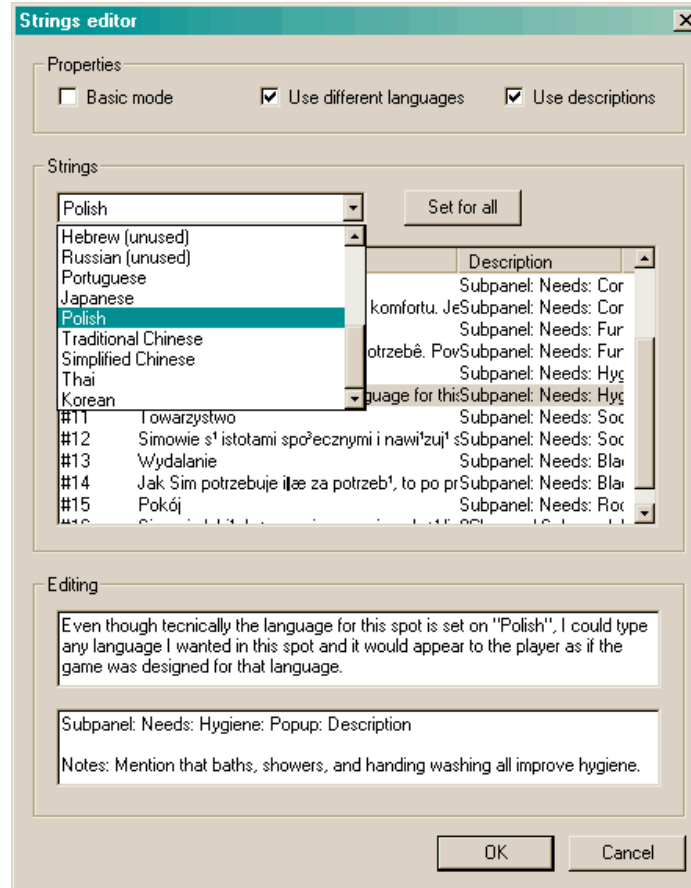 Strings editor
Properties
Basic mode
Use different languages
Use descriptions
Strings
Polish
Set for all
Hebrew (unused)
Russian (unused)
Portuguese
Japanese
Polish
Traditional Chinese
Simplified Chinese
Thai
Korean
Description
Subpanel: Needs: Cor
komfortu. Je Subpanel: Needs: Cor
Subpanel: Needs: Fur
otrzebê. Pow Subpanel: Needs: Fur
Subpanel: Needs: Hyg
guage for this Subpanel: Needs: Hyg
#11 Towarzystwo Subpanel: Needs: Soc
#12 Simowie s¹ istotami spo³ecznymi i nawi¹zuj¹ s Subpanel: Needs: Soc
#13 Wydalanie Subpanel: Needs: Bla
#14 Jak Sim potrzebuje ilæ za potrzeb¹, to po pr Subpanel: Needs: Bla
#15 Pokój Subpanel: Needs: Roc
Editing
Even though tecnically the language for this spot is set on "Polish", I could type
any language I wanted in this spot and it would appear to the player as if the
game was designed for that language.
Subpanel: Needs: Hygiene: Popup: Description
Notes: Mention that baths, showers, and handing washing all improve hygiene.
OK
Cancel